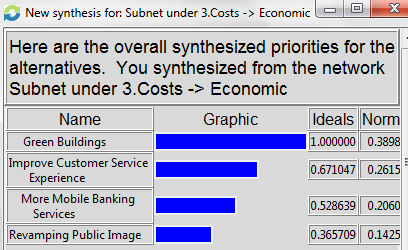 New synthesis for: Subnet under 3.Costs -> Economic
Here are the overall synthesized priorities for the
alternatives. You synthesized from the network
Subnet under 3.Costs -> Economic
Name Graphic Ideals Norm
Green Buildings 1.000000 0.3898
Improve Customer Service
Experience 0.671047 0.2615
More Mobile Banking
Services 0.528639 0.2060
Revamping Public Image 0.365709 0.1425